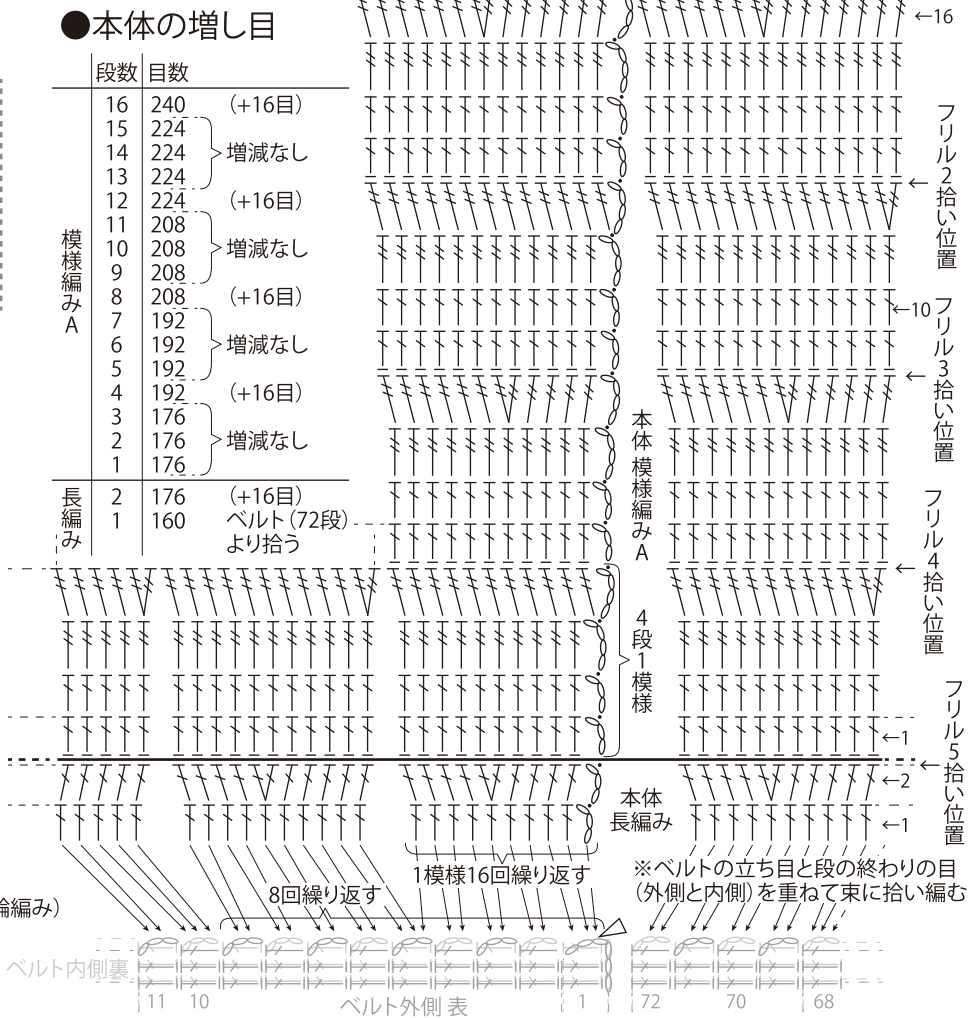 ●本体の増し目
段数 目数
模様編みA
16 240 (+16目)
15 224
14 224 増減なし
13 224
12 224 (+16目)
11 208
10 208 増減なし
9 208
8 208 (+16目)
7 192
6 192 増減なし
5 192
4 192 (+16目)
3 176
2 176 増減なし
1 176
長編み
2 176 (+16目)
1 160 ベルト(72段)
より拾う
←16
フリル2拾い位置
←
←10
フリル3拾い位置
←
本体 模様編みA
フリル4拾い位置
←
4段1模様
フリル5拾い位置
←1
←
←2
本体
長編み
←1
1模様16回繰り返す
8回繰り返す
※ベルトの立ち目と段の終わりの目
(外側と内側)を重ねて束に拾い編む
輪編み)
ベルト内側裏
11 10 ベルト外側 表 1 72 70 68